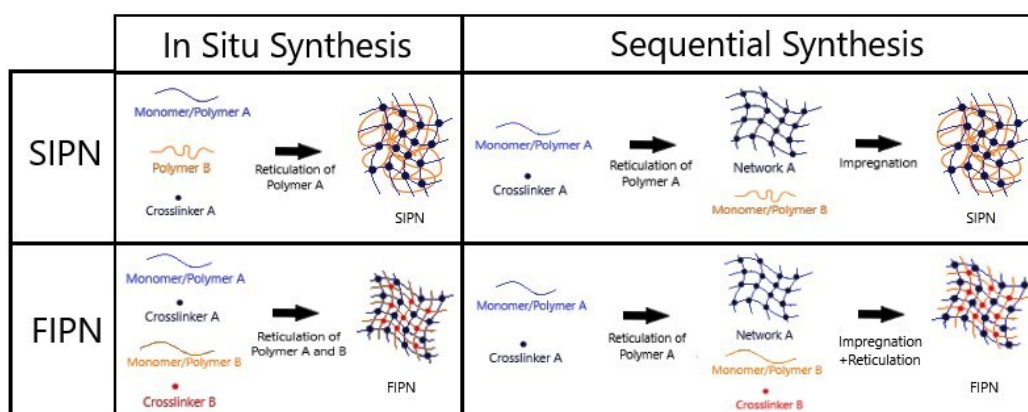 In Situ Synthesis
Sequential Synthesis
SIPN
Monomer/Polymer A
Polymer B
Crosslinker A
Reticulation of
Polymer A
SIPN
Monomer/Polymer A
Crosslinker A
Reticulation of
Polymer A
Network A
Monomer/Polymer B
Impregnation
SIPN
FIPN
Monomer/Polymer A
Crosslinker A
Monomer/Polymer B
Crosslinker B
Reticulation of
Polymer A and B
FIPN
Monomer/Polymer A
Crosslinker A
Reticulation of
Polymer A
Network A
Monomer/Polymer B
Crosslinker B
Impregnation
+Reticulation
FIPN